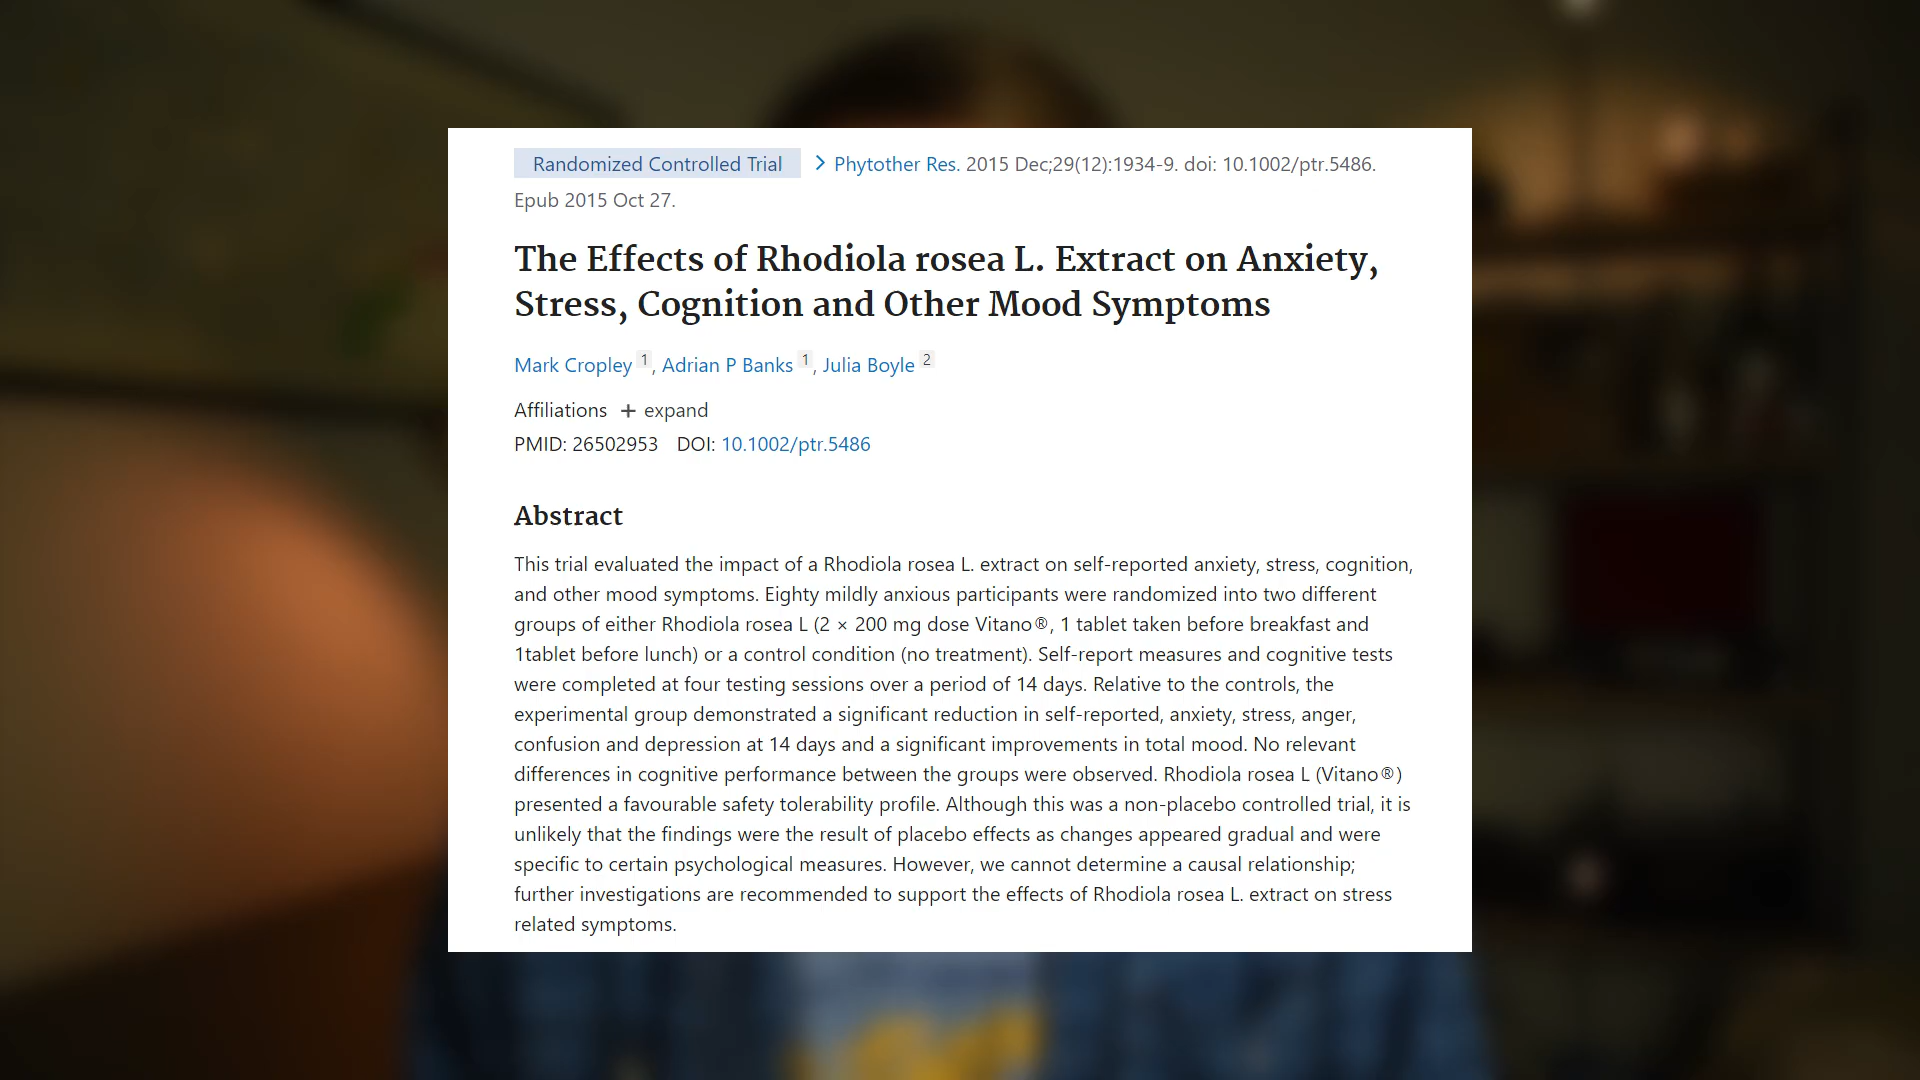 Randomized Controlled Trial > Phytother Res. 2015 Dec;29(12):1934-9. doi: 10.1002/ptr.5486.
Epub 2015 Oct 27.
The Effects of Rhodiola rosea L. Extract on Anxiety,
Stress, Cognition and Other Mood Symptoms
Mark Cropley 1, Adrian P Banks 1, Julia Boyle 2
Affiliations + expand
PMID: 26502953 DOI: 10.1002/ptr.5486
Abstract
This trial evaluated the impact of a Rhodiola rosea L. extract on self-reported anxiety, stress, cognition,
and other mood symptoms. Eighty mildly anxious participants were randomized into two different
groups of either Rhodiola rosea L (2 × 200 mg dose Vitano®, 1 tablet taken before breakfast and
1tablet before lunch) or a control condition (no treatment). Self-report measures and cognitive tests
were completed at four testing sessions over a period of 14 days. Relative to the controls, the
experimental group demonstrated a significant reduction in self-reported, anxiety, stress, anger,
confusion and depression at 14 days and a significant improvements in total mood. No relevant
differences in cognitive performance between the groups were observed. Rhodiola rosea L (Vitano®)
presented a favourable safety tolerability profile. Although this was a non-placebo controlled trial, it is
unlikely that the findings were the result of placebo effects as changes appeared gradual and were
specific to certain psychological measures. However, we cannot determine a causal relationship;
further investigations are recommended to support the effects of Rhodiola rosea L. extract on stress
related symptoms.